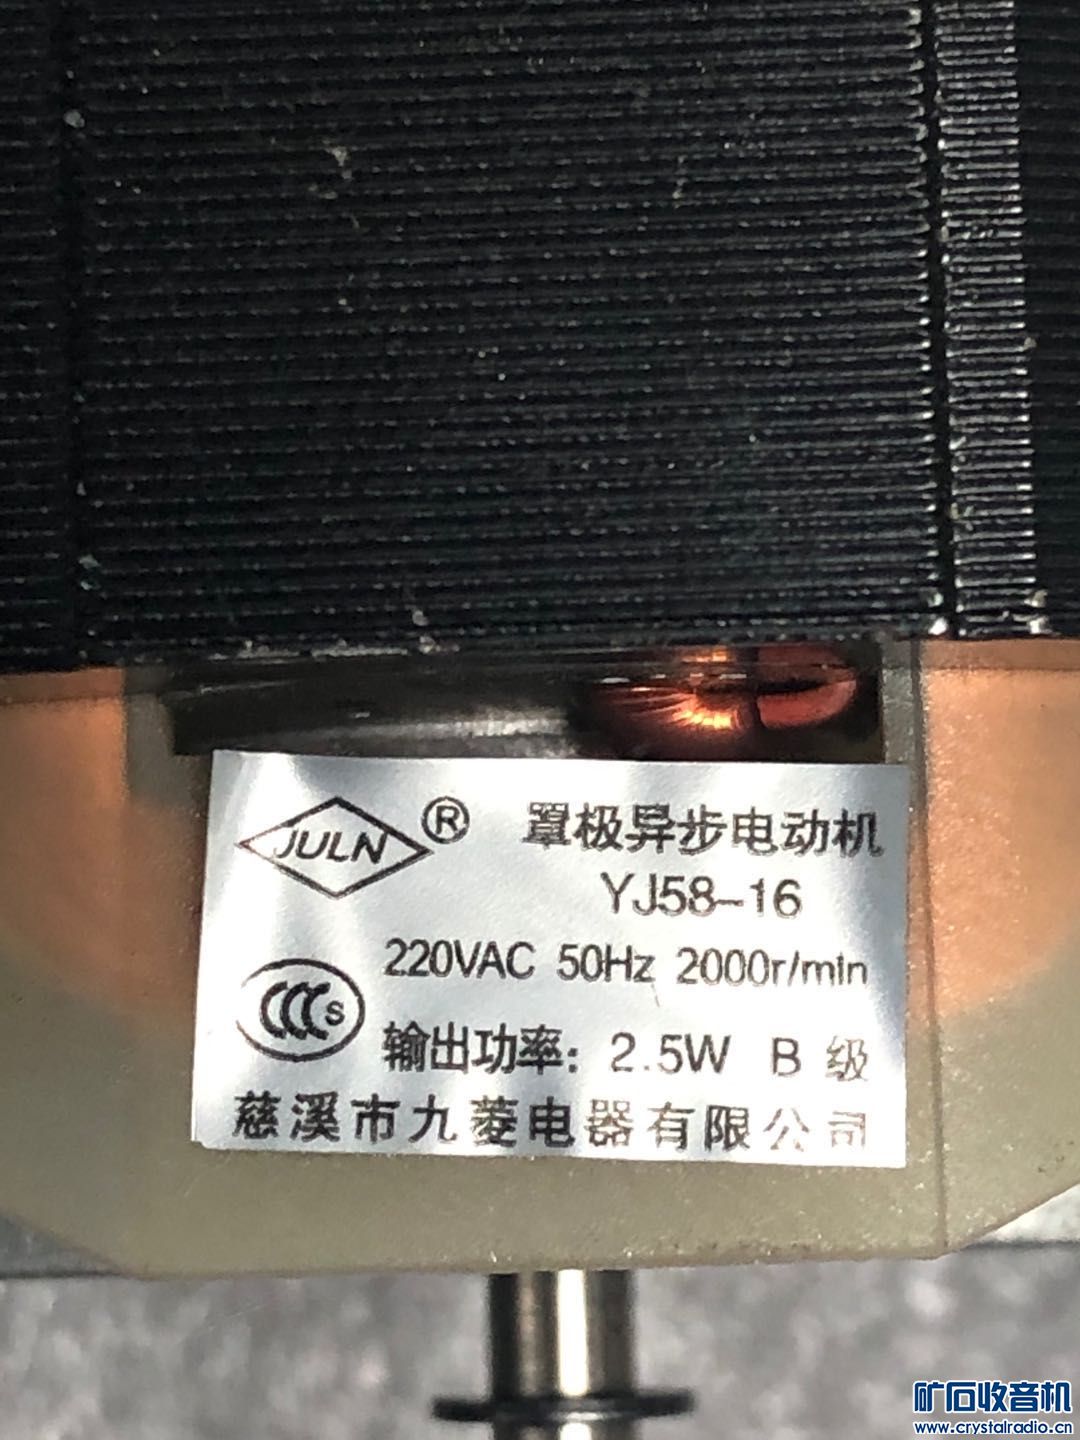 JULN® 罩极异步电动机
YJ58-16
220VAC 50Hz 2000r/min
CCCS
输出功率: 2.5W B级
慈溪市九菱电器有限公司
矿石收音机
www.crystalradio.cn